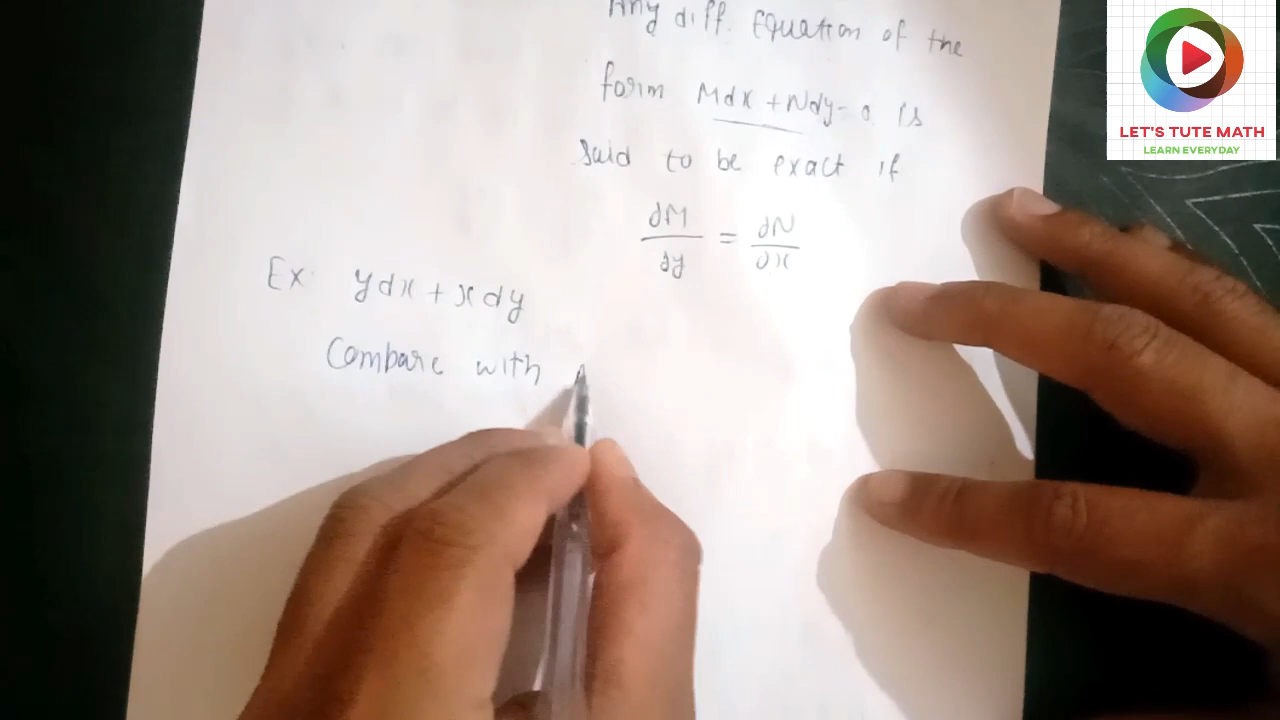 Any diff. Equation of the
form Mdx + Ndy = 0 is
said to be exact if
∂M/∂y = ∂N/∂x
Ex ydx + xdy
Compare with
LET'S TUTE MATH
LEARN EVERYDAY